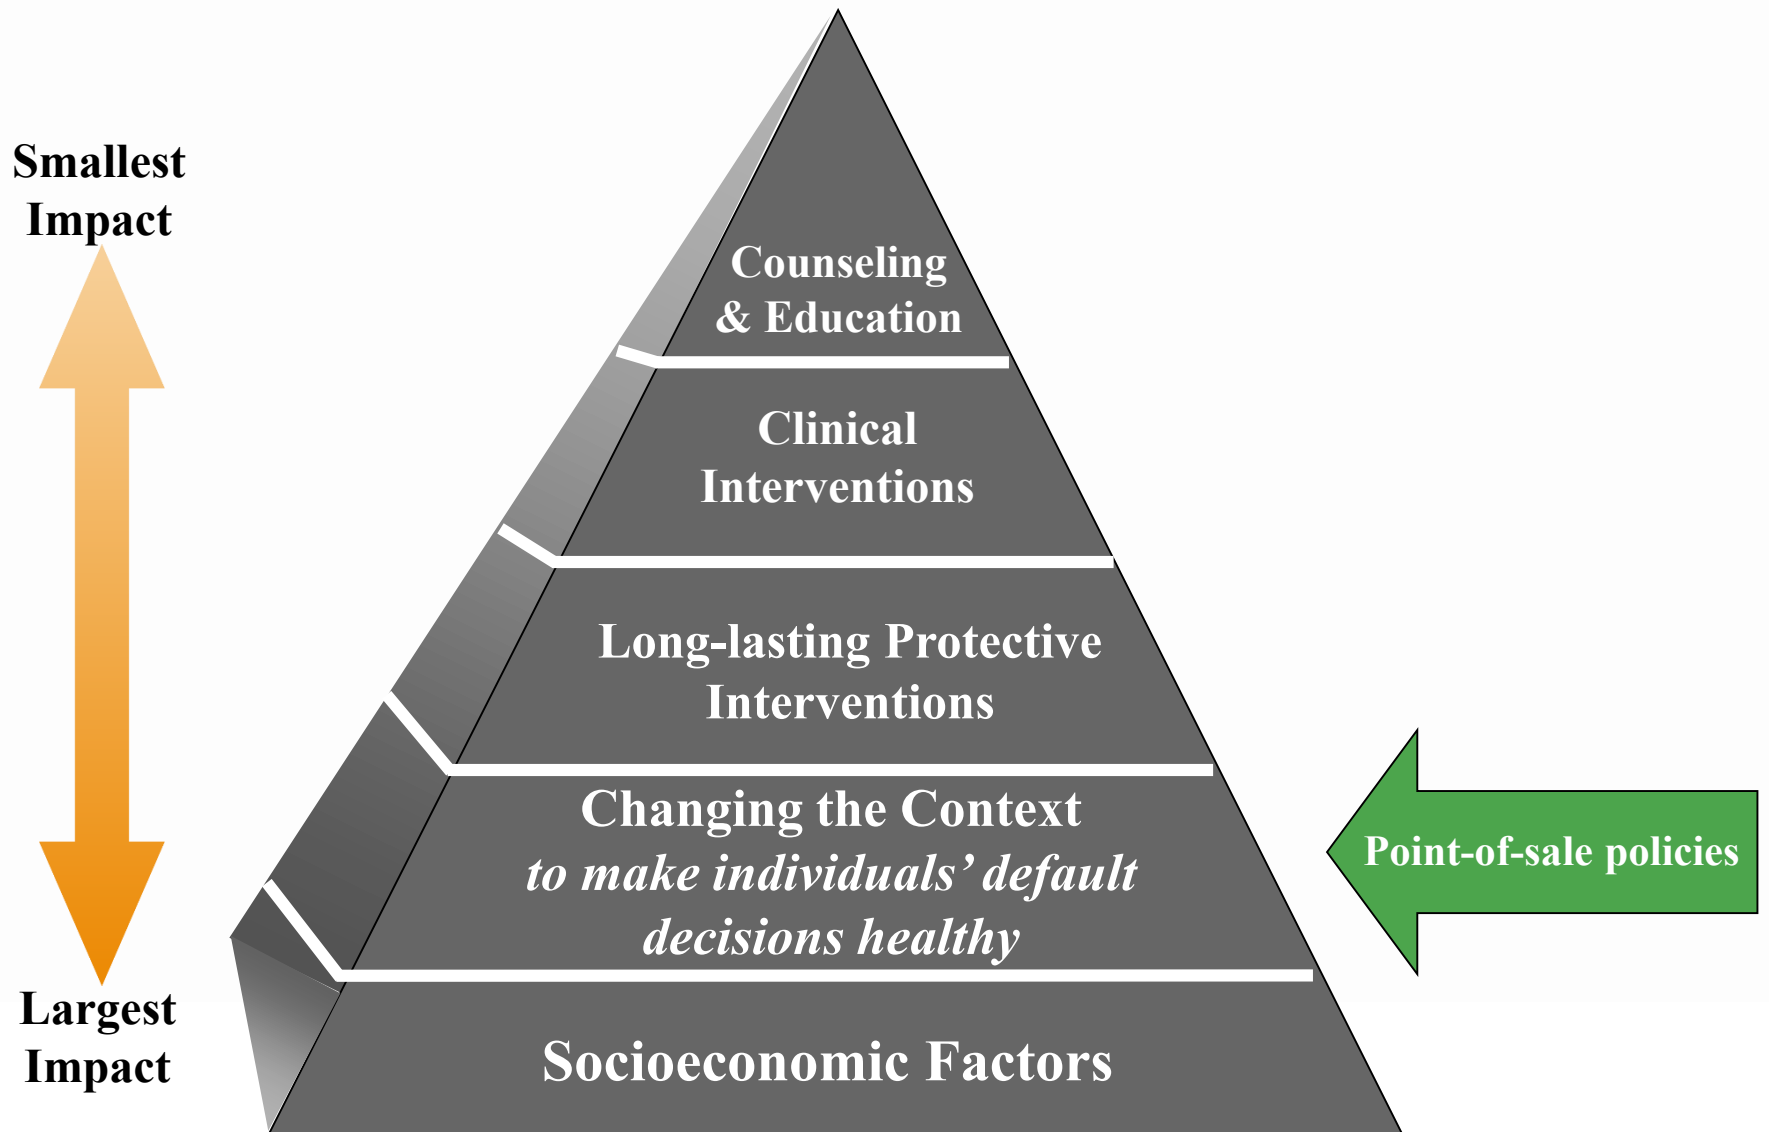 Smallest
Impact
Counseling
& Education
Clinical
Interventions
Long-lasting Protective
Interventions
Changing the Context
to make individuals’ default
decisions healthy
Point-of-sale policies
Largest
Impact
Socioeconomic Factors